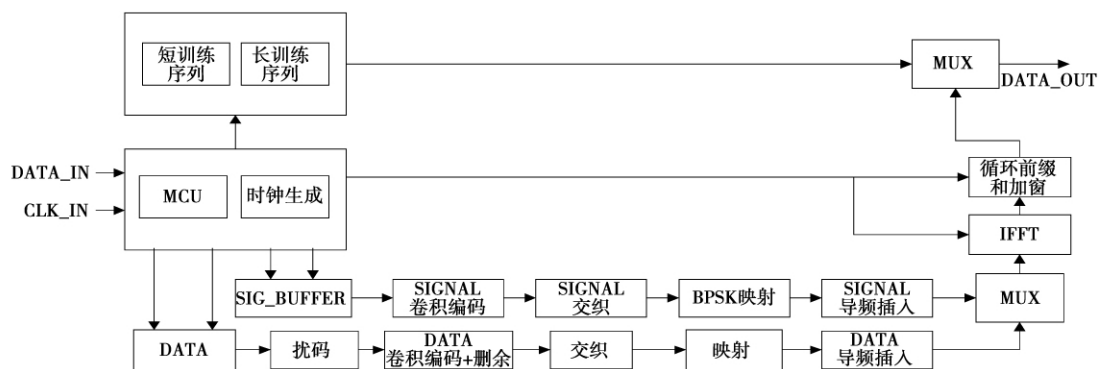 短训练
序列
长训练
序列
MUX
DATA_OUT
DATA_IN
CLK_IN
MCU
时钟生成
循环前缀
和加窗
IFFT
SIG_BUFFER
SIGNAL
卷积编码
SIGNAL
交织
BPSK映射
SIGNAL
导频插入
MUX
DATA
扰码
DATA
卷积编码+删余
交织
映射
DATA
导频插入